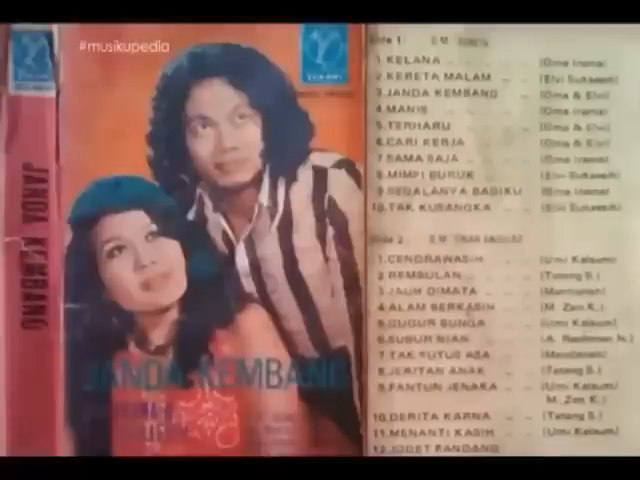 #musikupedia
JANDA KEMBANG
JANDA KEMBANG
Side 1 O.M.
1. KELANA (Oma Irama)
2. KERETA MALAM (Elvi Sukaesih)
3. JANDA KEMBANG (Oma & Elvi)
4. MANIS (Oma Irama)
5. TERHARU (Oma & Elvi)
6. CARI KERJA (Oma & Elvi)
7. SAMA SAJA (Oma Irama)
8. MIMPI BURUK (Elvi Sukaesih)
9. SEGALANYA BAGIKU (Oma Irama)
10. TAK KUSANGKA (Elvi Sukaesih)
Side 2 O.M.
1. CENDRAWASIH (Umi Kalsum)
2. REMBULAN (Tatang S.)
3. JAUH DIMATA
4. ALAM BERKASIH (M. Zen K.)
5. GUGUR BUNGA (Umi Kalsum)
6. SUBUR NIAN (A. Rachman N.)
7. TAK PUTUS ASA
8. JERITAN ANAK (Tatang S.)
9. PANTUN JENAKA (Umi Kalsum/
M. Zen K.)
10. DERITA KARNA (Tatang S.)
11. MENANTI KASIH (Umi Kalsum)
12. JOGET PANDANG